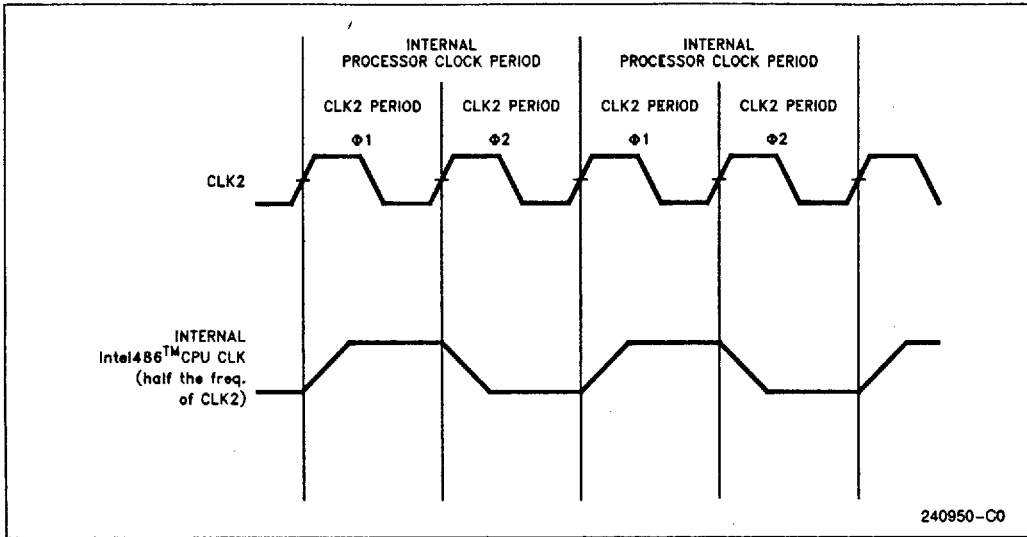 INTERNAL
PROCESSOR CLOCK PERIOD
INTERNAL
PROCESSOR CLOCK PERIOD
CLK2 PERIOD
CLK2 PERIOD
CLK2 PERIOD
CLK2 PERIOD
Φ1
Φ2
Φ1
Φ2
CLK2
INTERNAL
Intel486™CPU CLK
(half the freq.
of CLK2)
240950-C0